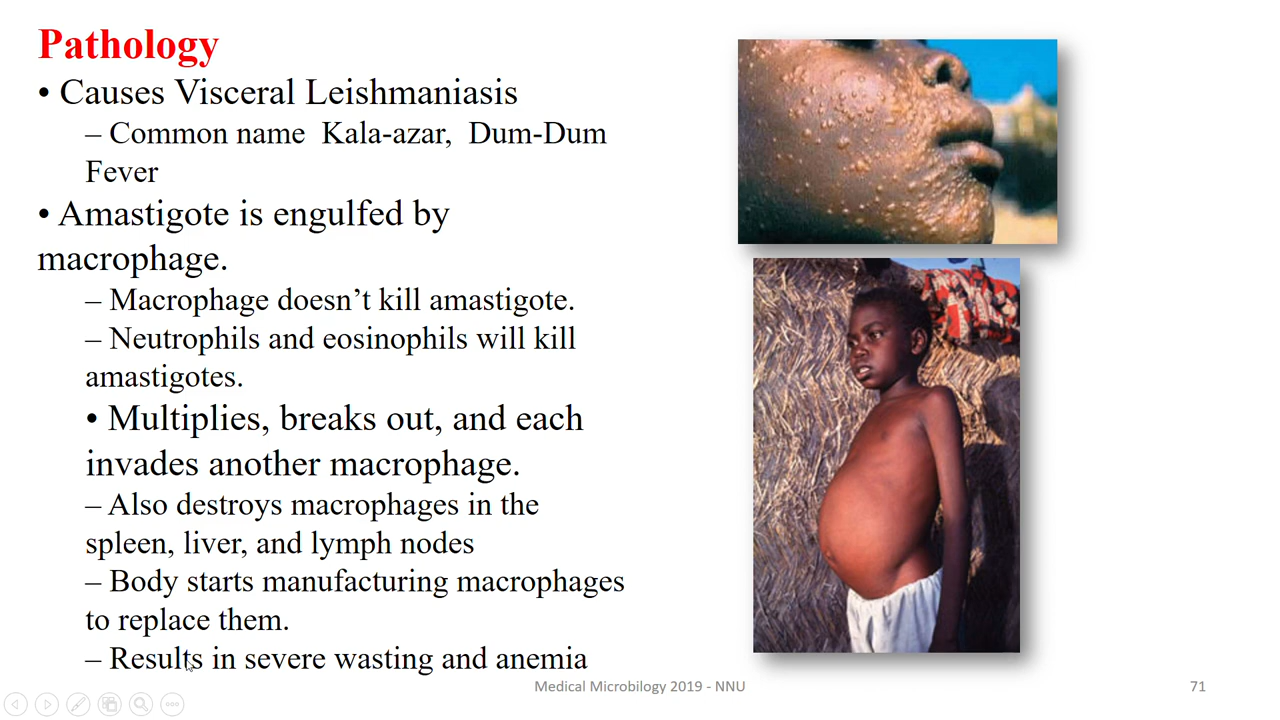 Pathology
• Causes Visceral Leishmaniasis
– Common name Kala-azar, Dum-Dum
Fever
• Amastigote is engulfed by
macrophage.
– Macrophage doesn’t kill amastigote.
– Neutrophils and eosinophils will kill
amastigotes.
• Multiplies, breaks out, and each
invades another macrophage.
– Also destroys macrophages in the
spleen, liver, and lymph nodes
– Body starts manufacturing macrophages
to replace them.
– Results in severe wasting and anemia
Medical Microbilogy 2019 - NNU
71